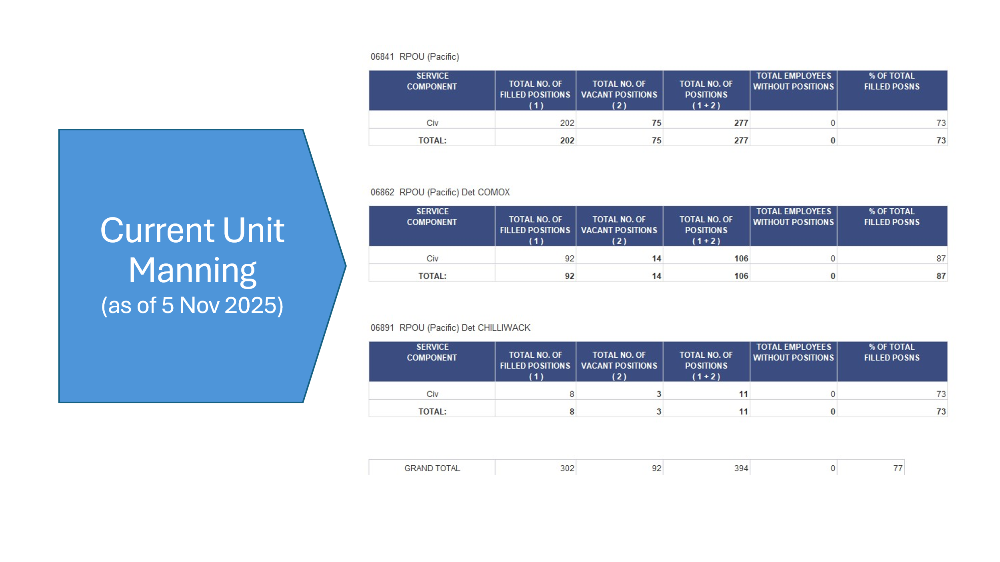 Current Unit
Manning
(as of 5 Nov 2025)
06841 RPOU (Pacific)
SERVICE COMPONENT | TOTAL NO. OF FILLED POSITIONS (1) | TOTAL NO. OF VACANT POSITIONS (2) | TOTAL NO. OF POSITIONS (1+2) | TOTAL EMPLOYEES WITHOUT POSITIONS | % OF TOTAL FILLED POSNS
Civ 202 75 277 0 73
TOTAL: 202 75 277 0 73
06862 RPOU (Pacific) Det COMOX
SERVICE COMPONENT | TOTAL NO. OF FILLED POSITIONS (1) | TOTAL NO. OF VACANT POSITIONS (2) | TOTAL NO. OF POSITIONS (1+2) | TOTAL EMPLOYEES WITHOUT POSITIONS | % OF TOTAL FILLED POSNS
Civ 92 14 106 0 87
TOTAL: 92 14 106 0 87
06891 RPOU (Pacific) Det CHILLIWACK
SERVICE COMPONENT | TOTAL NO. OF FILLED POSITIONS (1) | TOTAL NO. OF VACANT POSITIONS (2) | TOTAL NO. OF POSITIONS (1+2) | TOTAL EMPLOYEES WITHOUT POSITIONS | % OF TOTAL FILLED POSNS
Civ 8 3 11 0 73
TOTAL: 8 3 11 0 73
GRAND TOTAL 302 92 394 0 77